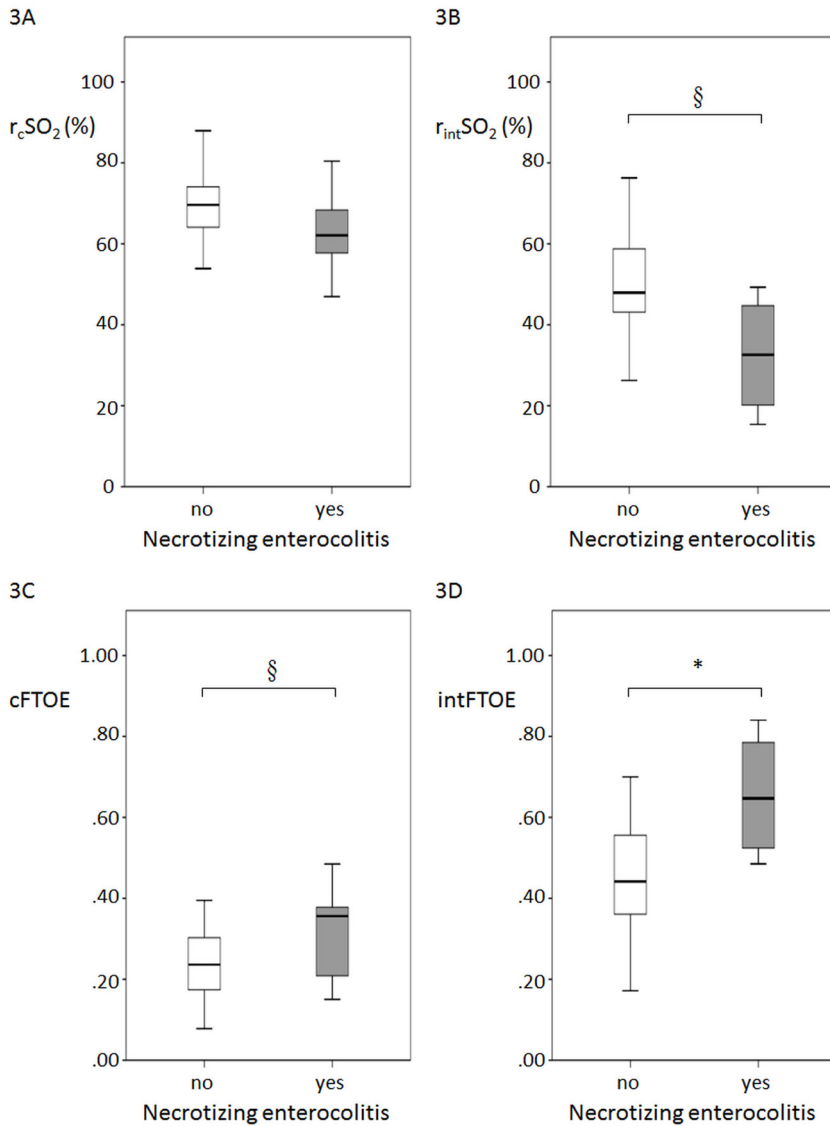 3A
100
rcSO2 (%)
80
60
40
20
0
no yes
Necrotizing enterocolitis
3B
100
§
rintSO2 (%)
80
60
40
20
0
no yes
Necrotizing enterocolitis
3C
1.00
§
cFTOE
.80
.60
.40
.20
.00
no yes
Necrotizing enterocolitis
3D
1.00
*
intFTOE
.80
.60
.40
.20
.00
no yes
Necrotizing enterocolitis